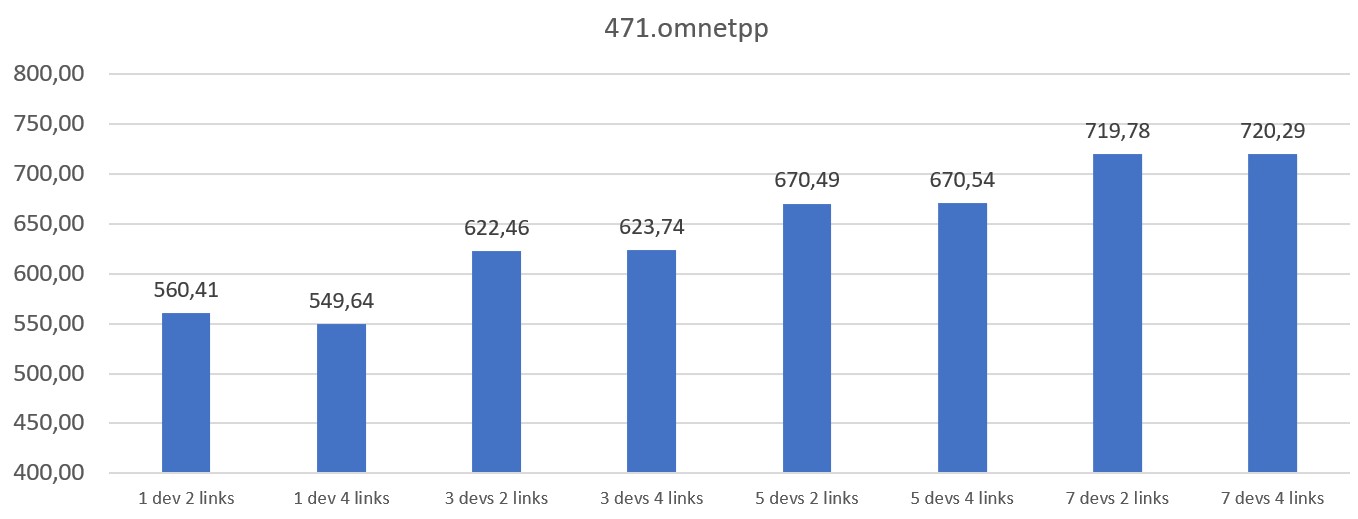 471.omnetpp
800,00
750,00
700,00
650,00
600,00
550,00
500,00
450,00
400,00
560,41
549,64
622,46
623,74
670,49
670,54
719,78
720,29
1 dev 2 links
1 dev 4 links
3 devs 2 links
3 devs 4 links
5 devs 2 links
5 devs 4 links
7 devs 2 links
7 devs 4 links